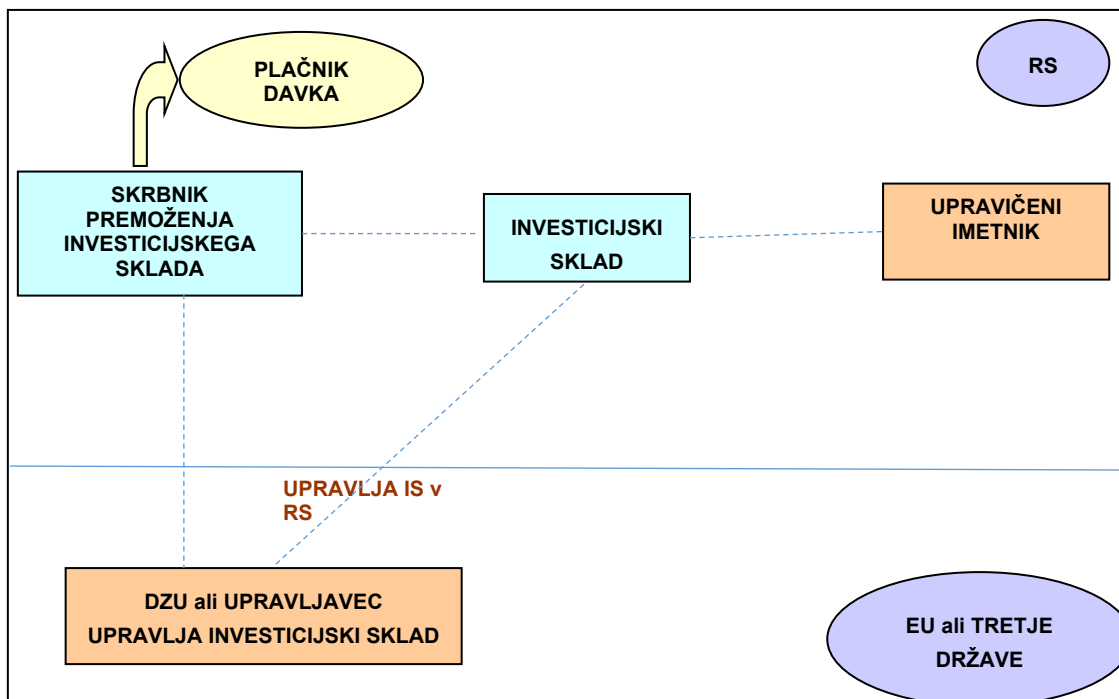 PLAČNIK
DAVKA
RS
SKRBNIK
PREMOŽENJA
INVESTICIJSKEGA
SKLADA
INVESTICIJSKI
SKLAD
UPRAVIČENI
IMETNIK
UPRAVLJA IS v
RS
DZU ali UPRAVLJAVEC
UPRAVLJA INVESTICIJSKI SKLAD
EU ali TRETJE
DRŽAVE